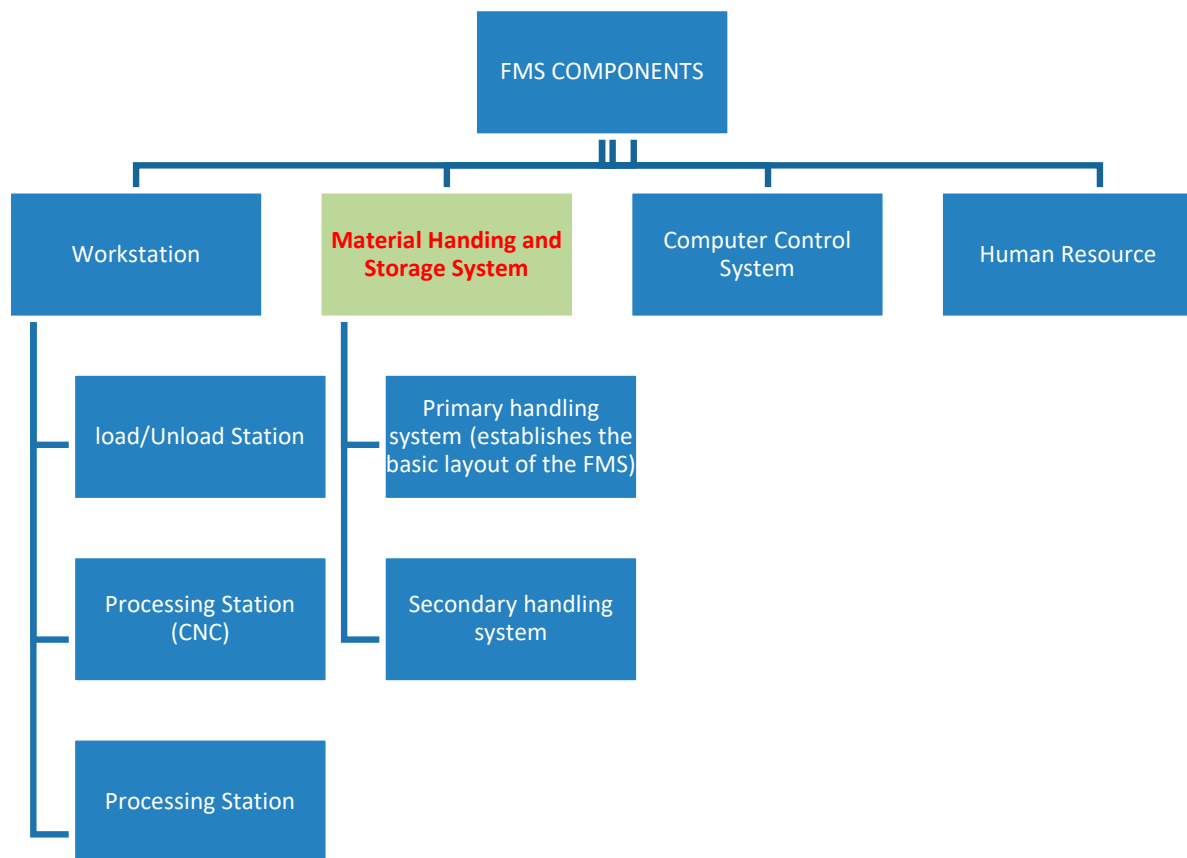 FMS COMPONENTS
Workstation
Material Handing and
Storage System
Computer Control
System
Human Resource
load/Unload Station
Primary handling
system (establishes the
basic layout of the FMS)
Processing Station
(CNC)
Secondary handling
system
Processing Station